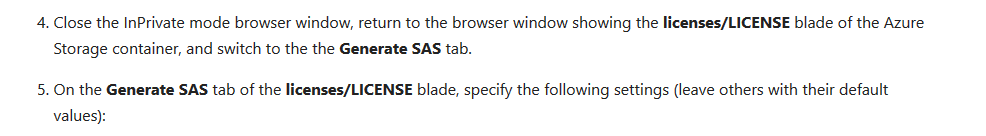 4. Close the InPrivate mode browser window, return to the browser window showing the licenses/LICENSE blade of the Azure
Storage container, and switch to the the Generate SAS tab.
5. On the Generate SAS tab of the licenses/LICENSE blade, specify the following settings (leave others with their default
values):